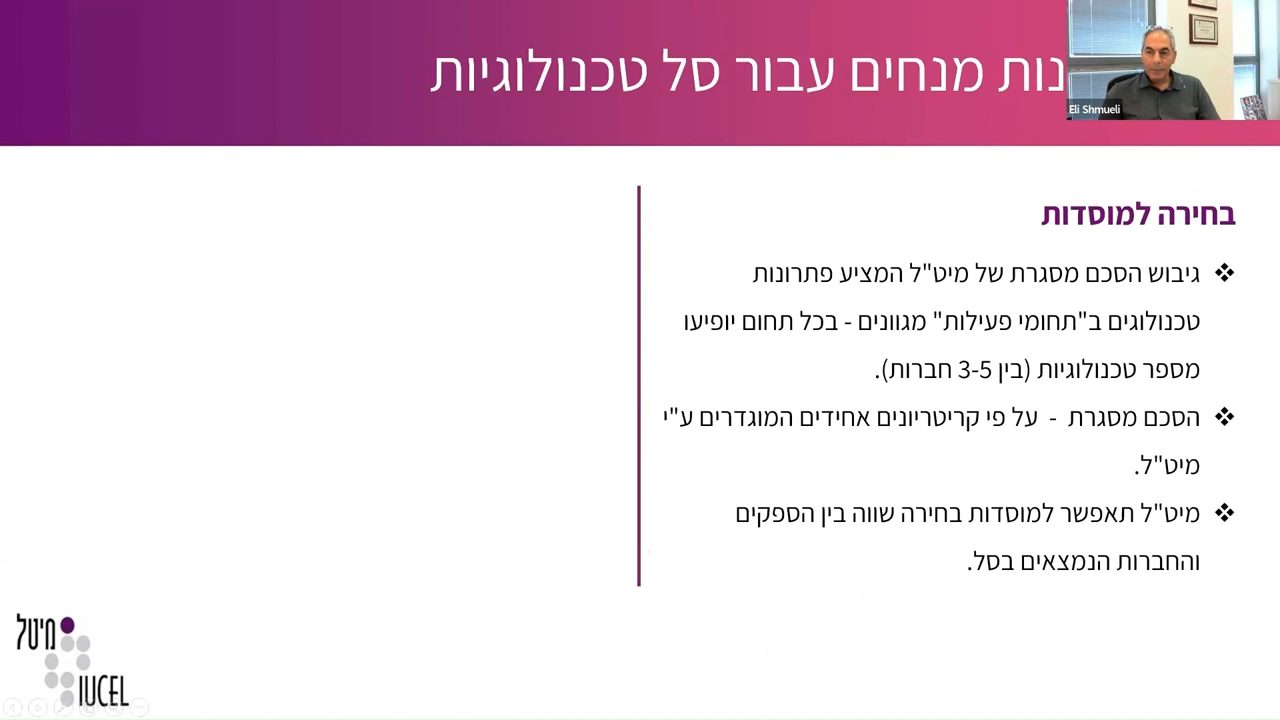 נות מנחים עבור סל טכנולוגיות
Eli Shmueli
בחירה למוסדות
❖ גיבוש הסכם מסגרת של מיט"ל המציע פתרונות
טכנולוגים ב"תחומי פעילות" מגוונים - בכל תחום יופיעו
מספר טכנולוגיות (בין 3-5 חברות).
❖ הסכם מסגרת - על פי קריטריונים אחידים המוגדרים ע"י
מיט"ל.
❖ מיט"ל תאפשר למוסדות בחירה שווה בין הספקים
והחברות הנמצאים בסל.
מיטל
IUCEL